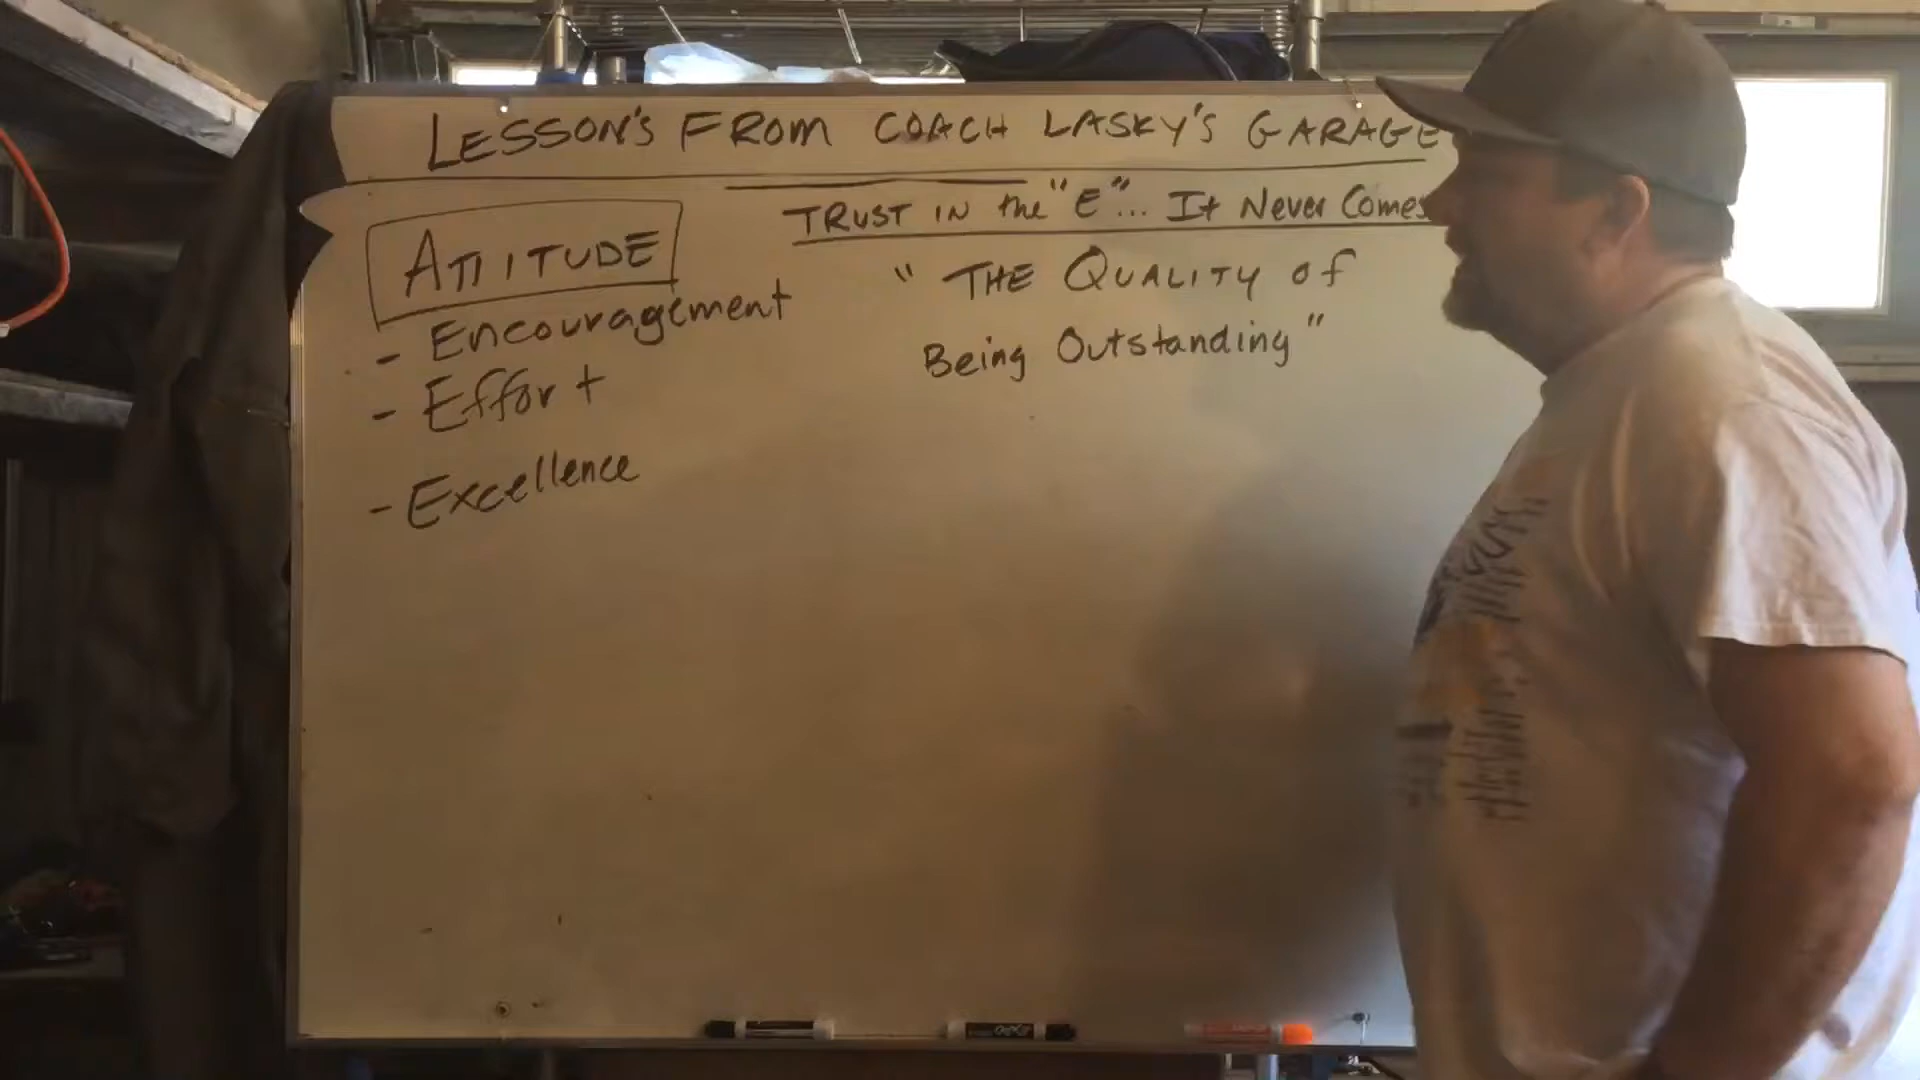 LESSON'S FROM COACH LASKY'S GARAGE
TRUST IN the "E"... It Never Comes
ATTITUDE
- Encouragement
- Effort
- Excellence
" THE QUALITY of
Being Outstanding "